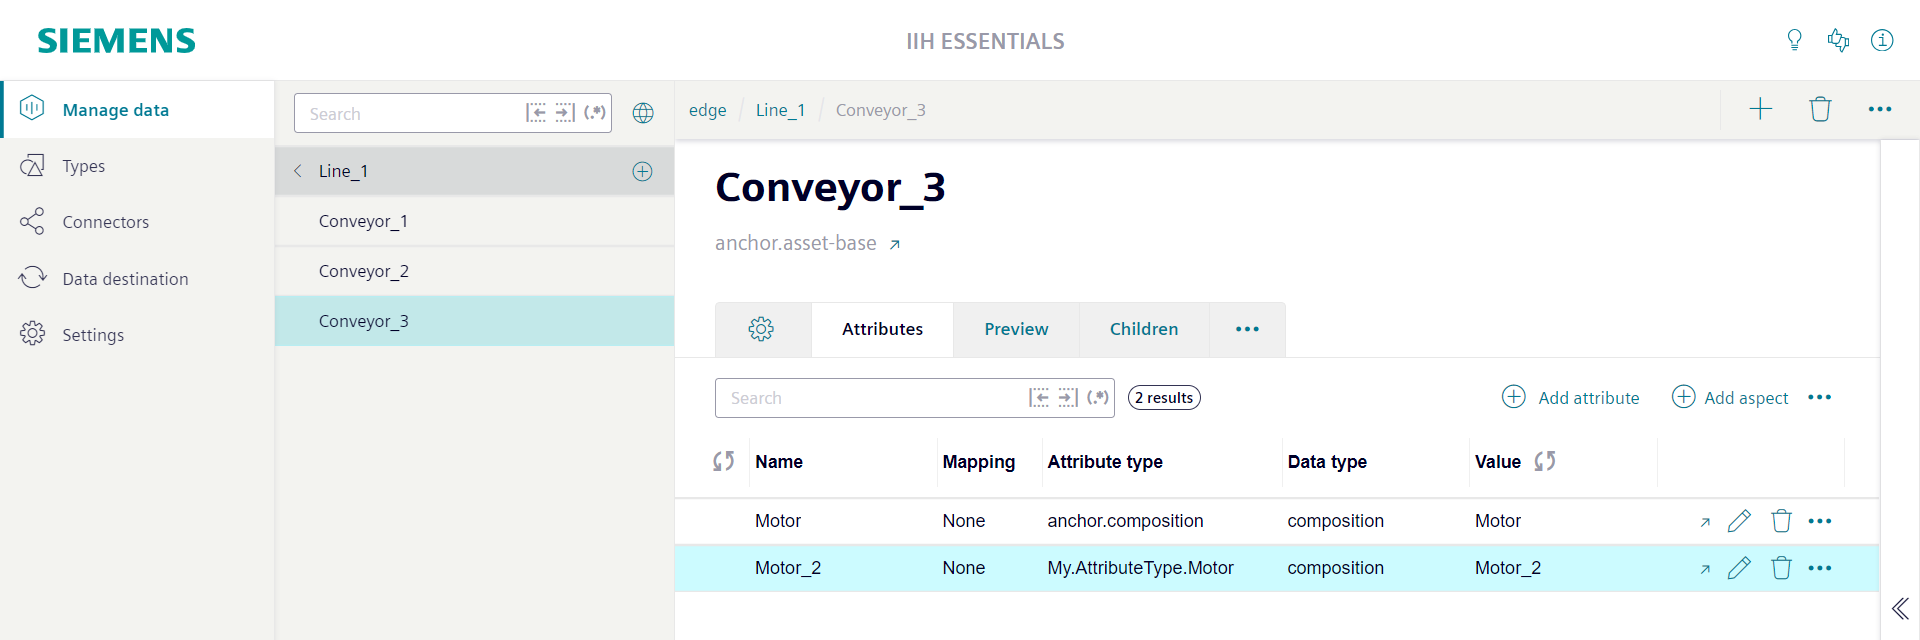 SIEMENS
IIH ESSENTIALS
Manage data
Types
Connectors
Data destination
Settings
Search
(.*)
Line_1
Conveyor_1
Conveyor_2
Conveyor_3
edge / Line_1 / Conveyor_3
Conveyor_3
anchor.asset-base
Attributes Preview Children
Search (.*) 2 results Add attribute Add aspect
Name Mapping Attribute type Data type Value
Motor None anchor.composition composition Motor
Motor_2 None My.AttributeType.Motor composition Motor_2